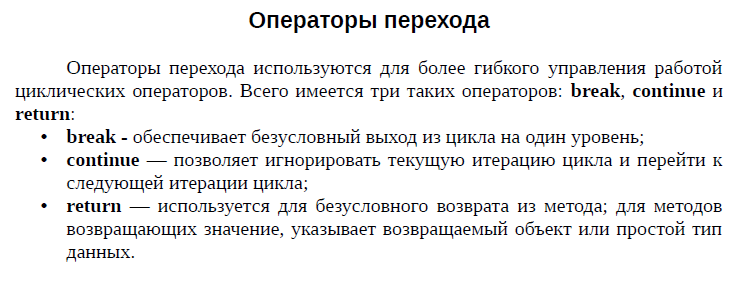 Операторы перехода
Операторы перехода используются для более гибкого управления работой
циклических операторов. Всего имеется три таких операторов: break, continue и
return:
• break - обеспечивает безусловный выход из цикла на один уровень;
• continue — позволяет игнорировать текущую итерацию цикла и перейти к
следующей итерации цикла;
• return — используется для безусловного возврата из метода; для методов
возвращающих значение, указывает возвращаемый объект или простой тип
данных.